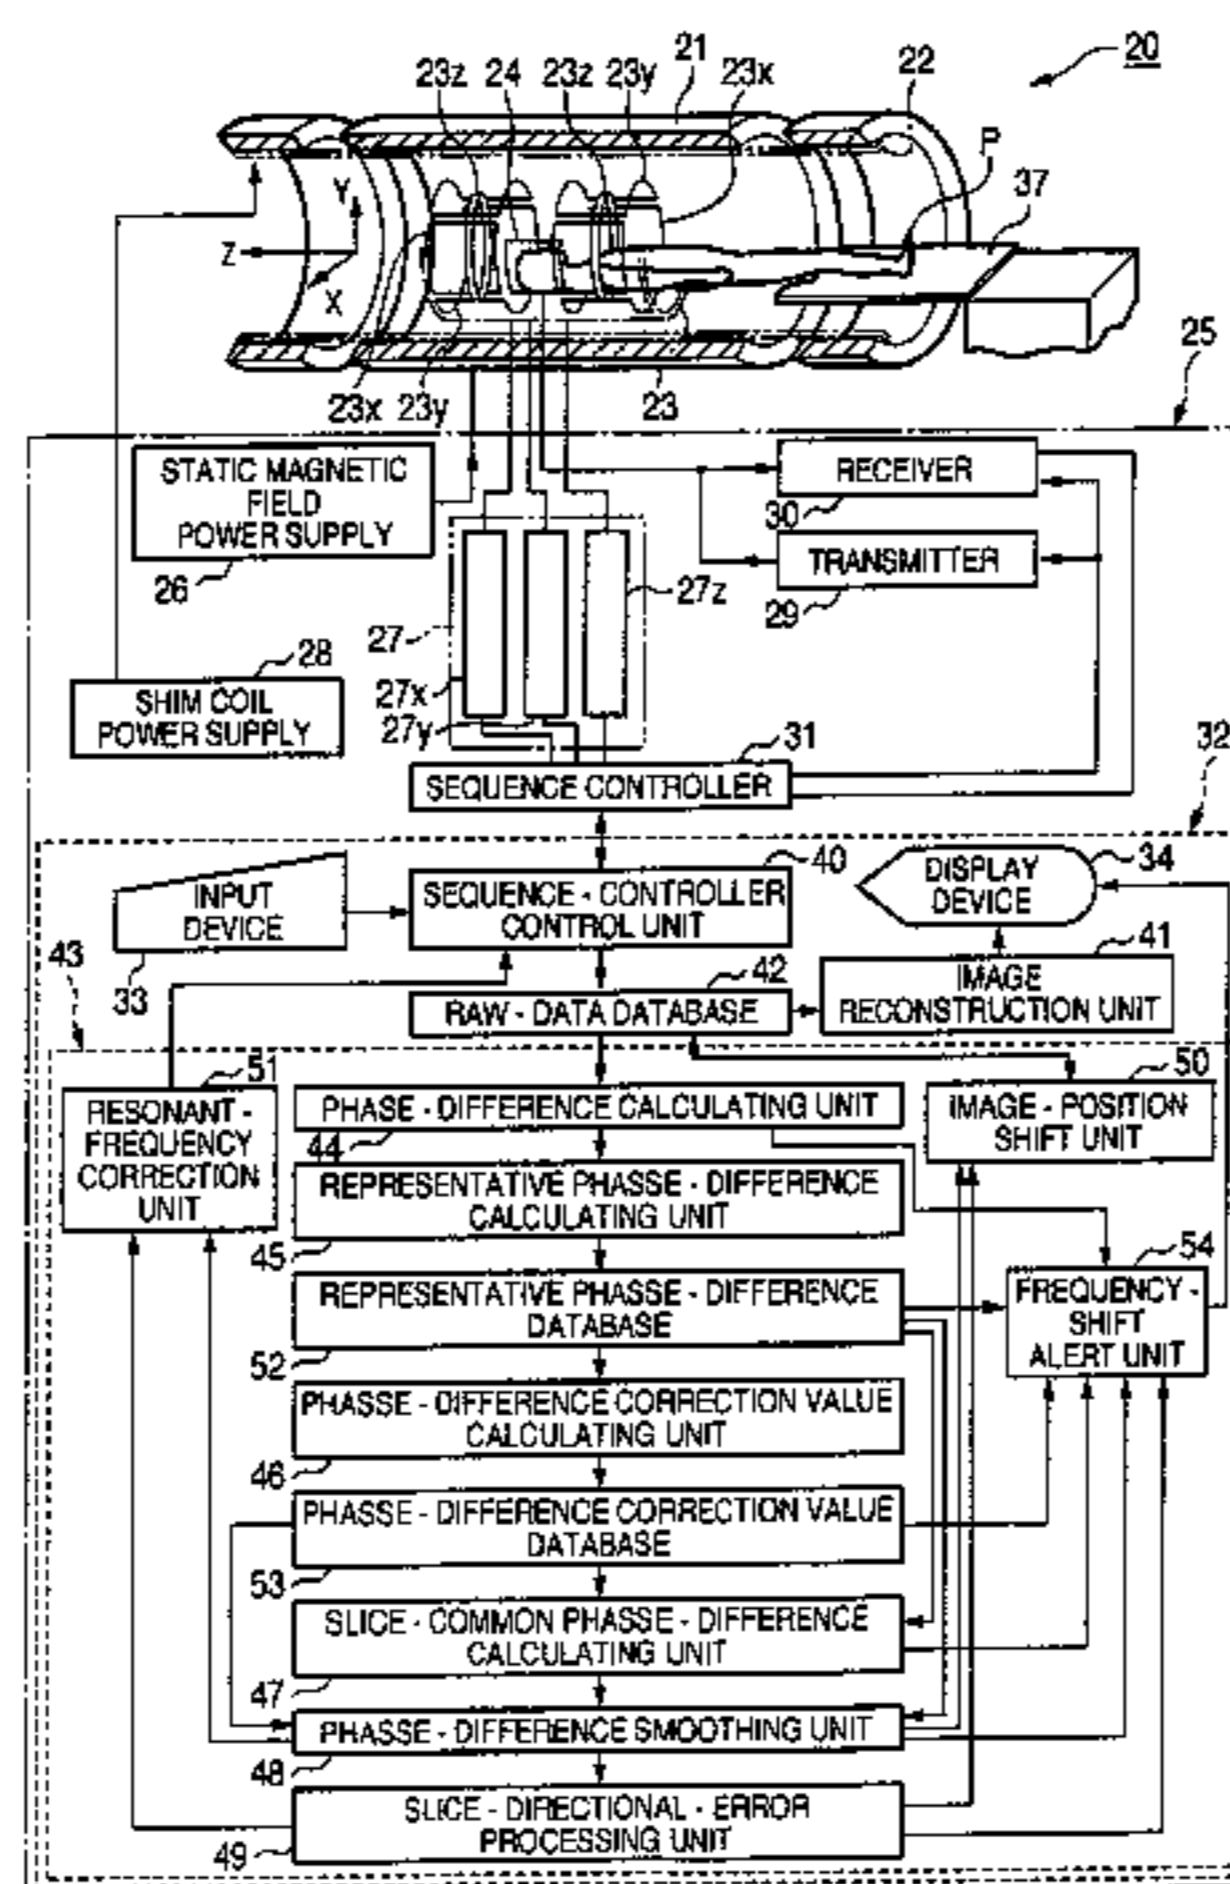 20
21
22
23z 24 23z 23y 23x
P
37
Y
Z
X
25
23x 23y
23
STATIC MAGNETIC
FIELD
POWER SUPPLY
26
RECEIVER
30
TRANSMITTER
29
27z
27
27x
27y
28
SHIM COIL
POWER SUPPLY
31
SEQUENCE CONTROLLER
32
40
34
INPUT
DEVICE
33
SEQUENCE - CONTROLLER
CONTROL UNIT
DISPLAY
DEVICE
43
42
41
RAW - DATA DATABASE
IMAGE
RECONSTRUCTION UNIT
51
50
RESONANT -
FREQUENCY
CORRECTION
UNIT
PHASE - DIFFERENCE CALCULATING UNIT
44
IMAGE - POSITION
SHIFT UNIT
REPRESENTATIVE PHASSE - DIFFERENCE
CALCULATING UNIT
45
54
REPRESENTATIVE PHASSE - DIFFERENCE
DATABASE
52
FREQUENCY -
SHIFT
ALERT UNIT
PHASSE - DIFFERENCE CORRECTION VALUE
CALCULATING UNIT
46
PHASSE - DIFFERENCE CORRECTION VALUE
DATABASE
53
SLICE - COMMON PHASSE - DIFFERENCE
CALCULATING UNIT
47
PHASSE - DIFFERENCE SMOOTHING UNIT
48
SLICE - DIRECTIONAL - ERROR
PROCESSING UNIT
49